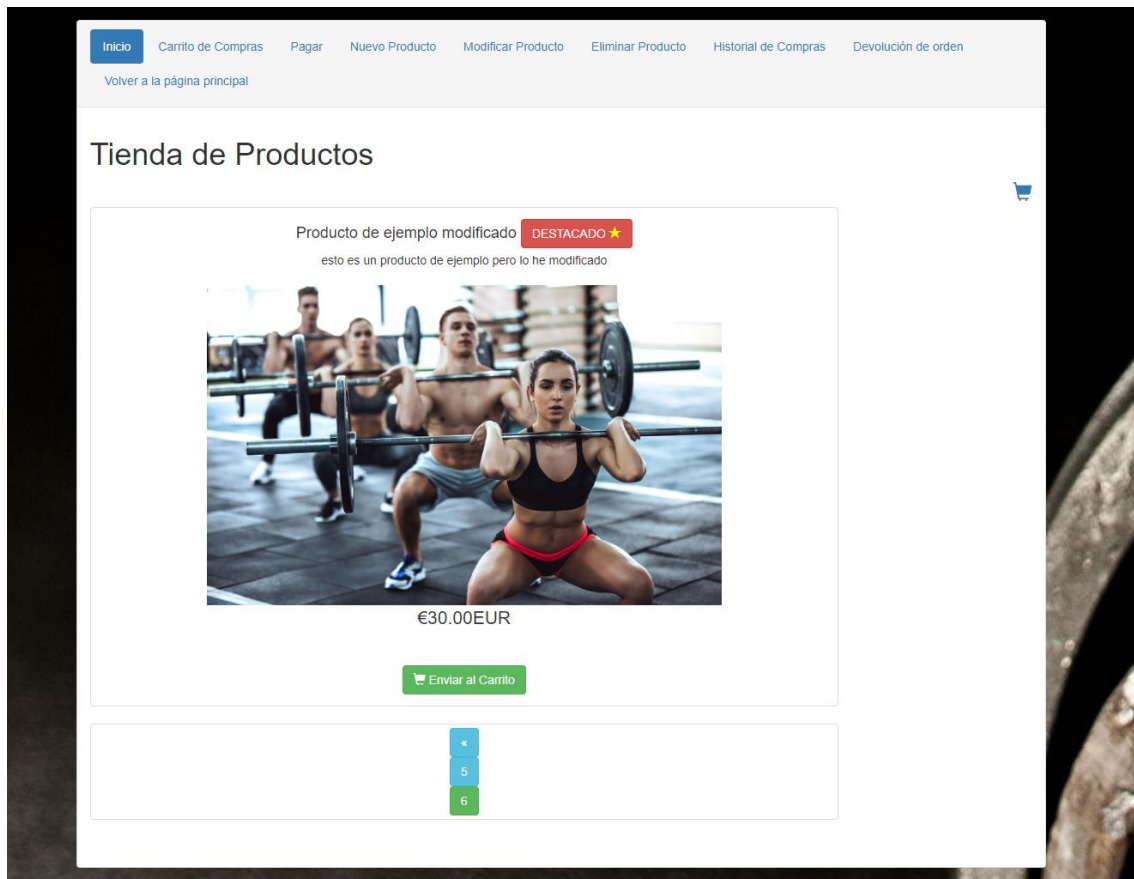 Inicio Carrito de Compras Pagar Nuevo Producto Modificar Producto Eliminar Producto Historial de Compras Devolución de orden
Volver a la página principal
Tienda de Productos
Producto de ejemplo modificado DESTACADO
esto es un producto de ejemplo pero lo he modificado
€30.00EUR
Enviar al Carrito
«
5
6